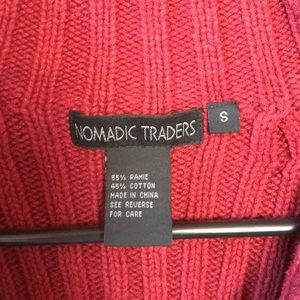 NOMADIC TRADERS
S
55% RAMIE
45% COTTON
MADE IN CHINA
SEE REVERSE
FOR CARE